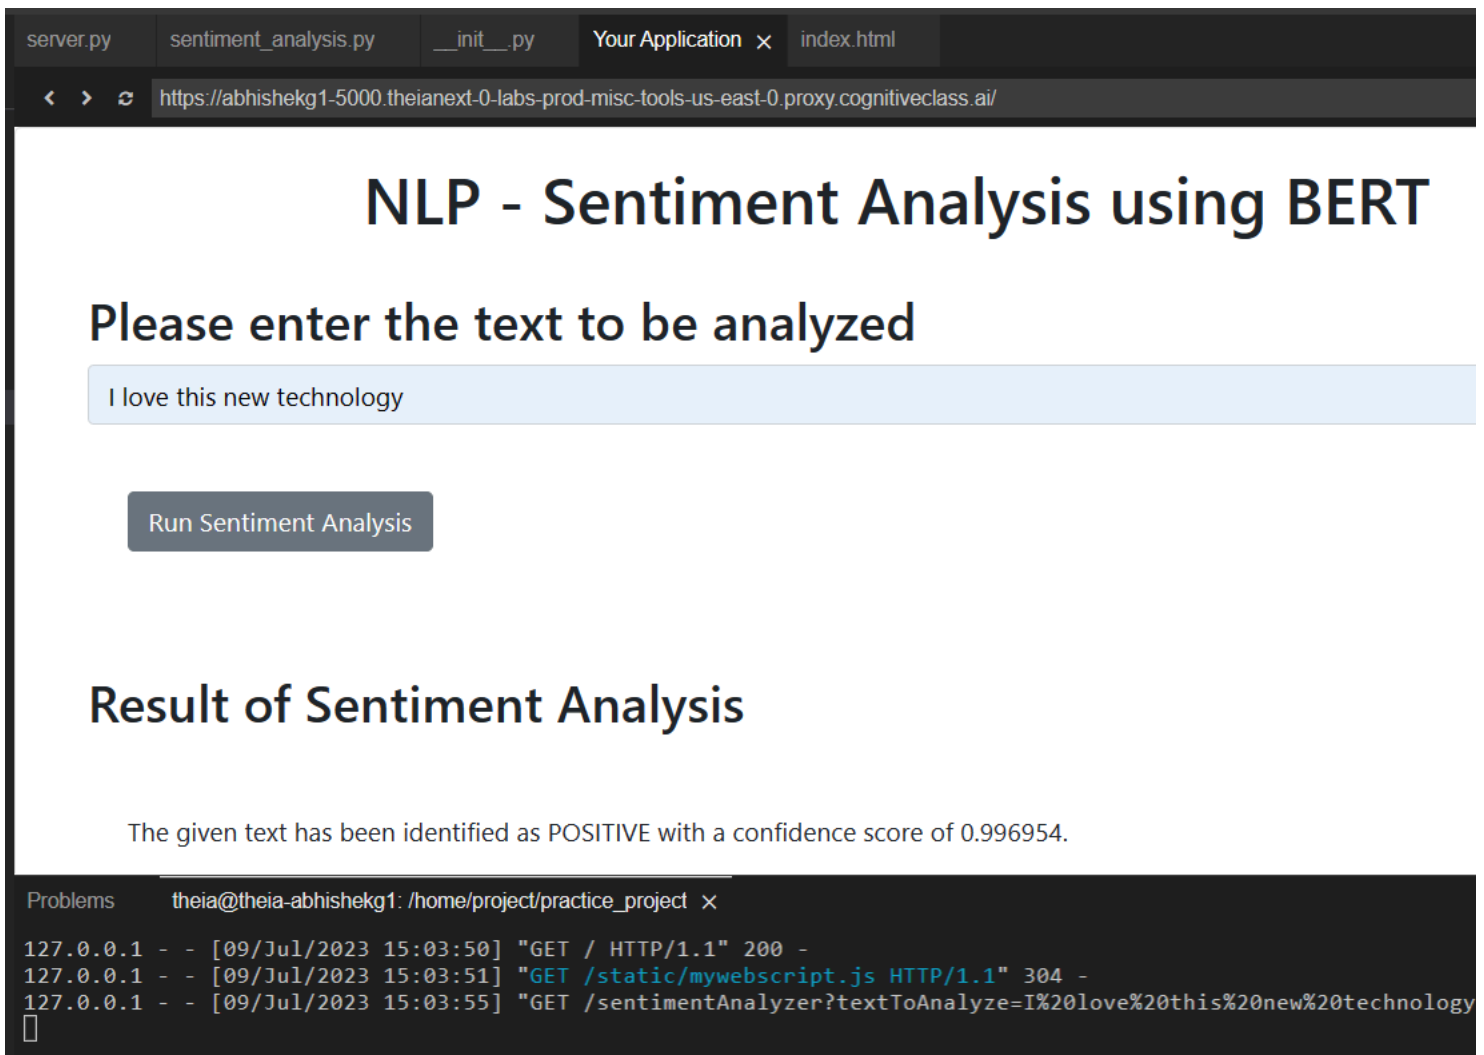 server.py sentiment_analysis.py __init__.py Your Application × index.html
https://abhishekg1-5000.theianext-0-labs-prod-misc-tools-us-east-0.proxy.cognitiveclass.ai/
NLP - Sentiment Analysis using BERT
Please enter the text to be analyzed
I love this new technology
Run Sentiment Analysis
Result of Sentiment Analysis
The given text has been identified as POSITIVE with a confidence score of 0.996954.
Problems theia@theia-abhishekg1: /home/project/practice_project ×
127.0.0.1 - - [09/Jul/2023 15:03:50] "GET / HTTP/1.1" 200 -
127.0.0.1 - - [09/Jul/2023 15:03:51] "GET /static/mywebscript.js HTTP/1.1" 304 -
127.0.0.1 - - [09/Jul/2023 15:03:55] "GET /sentimentAnalyzer?textToAnalyze=I%20love%20this%20new%20technology